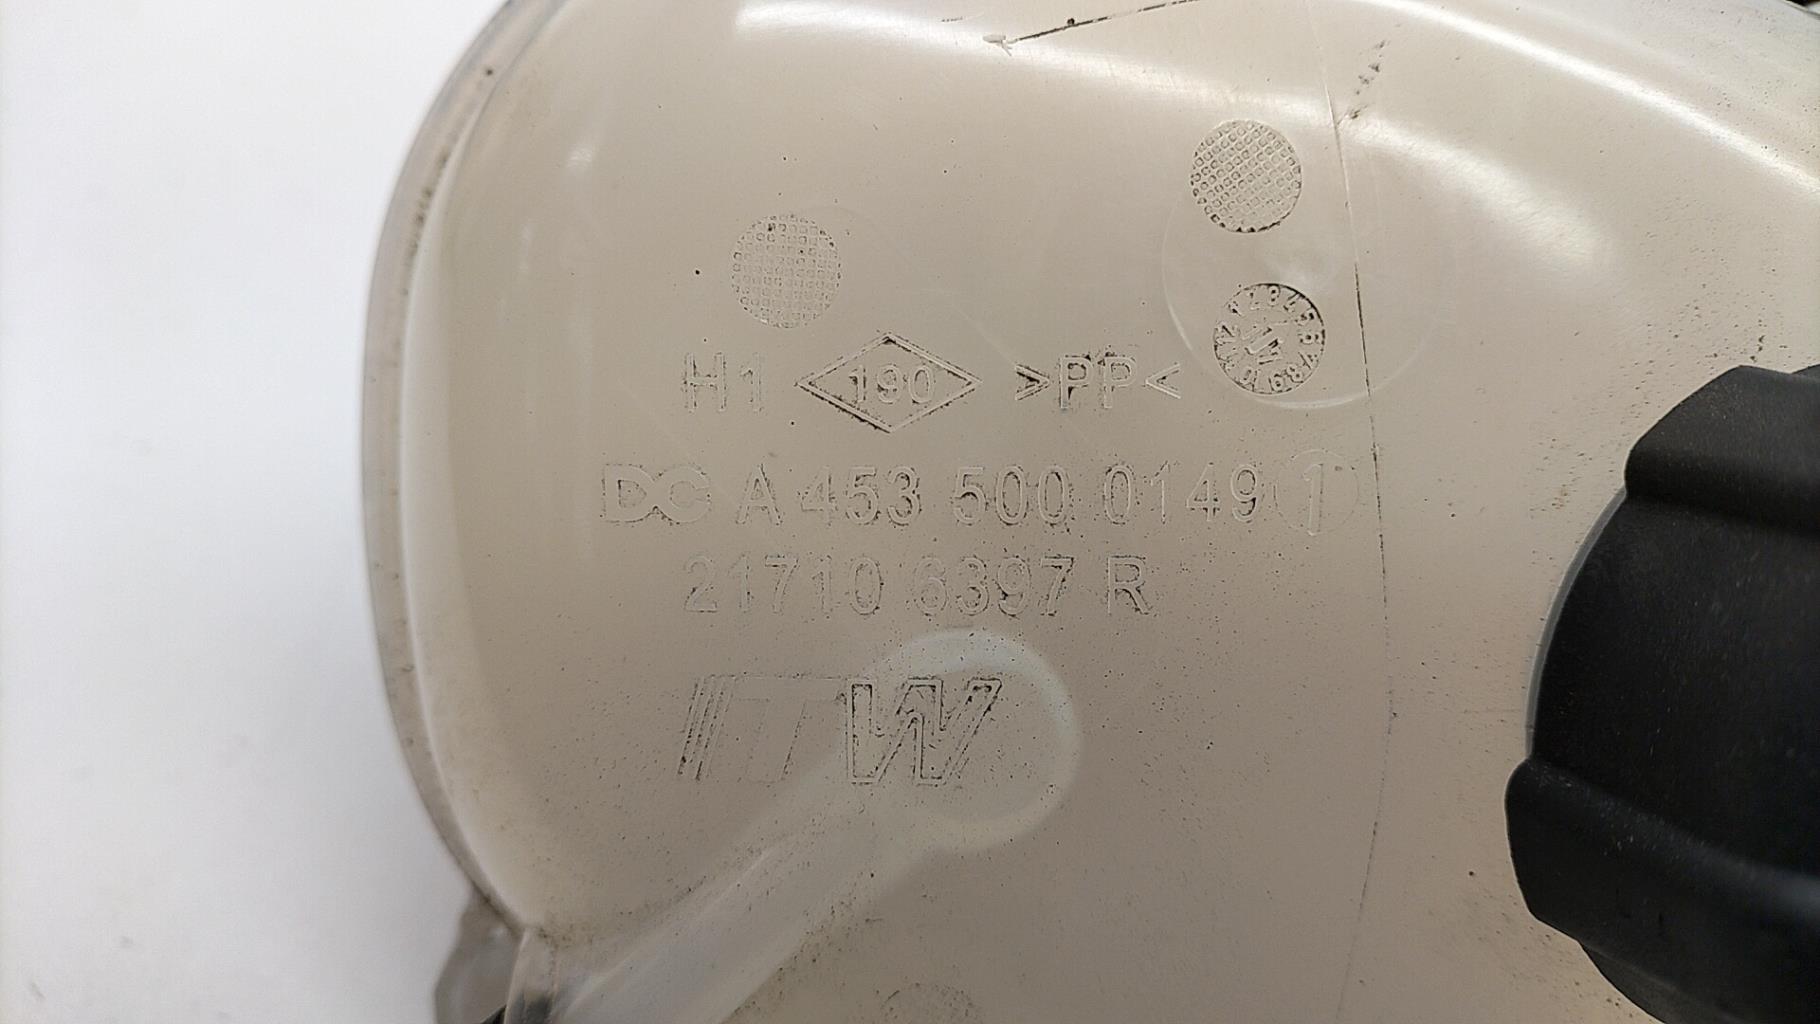 H1 190 >PP<
DC A 453 500 0149 1
21710 6397 R
ITW